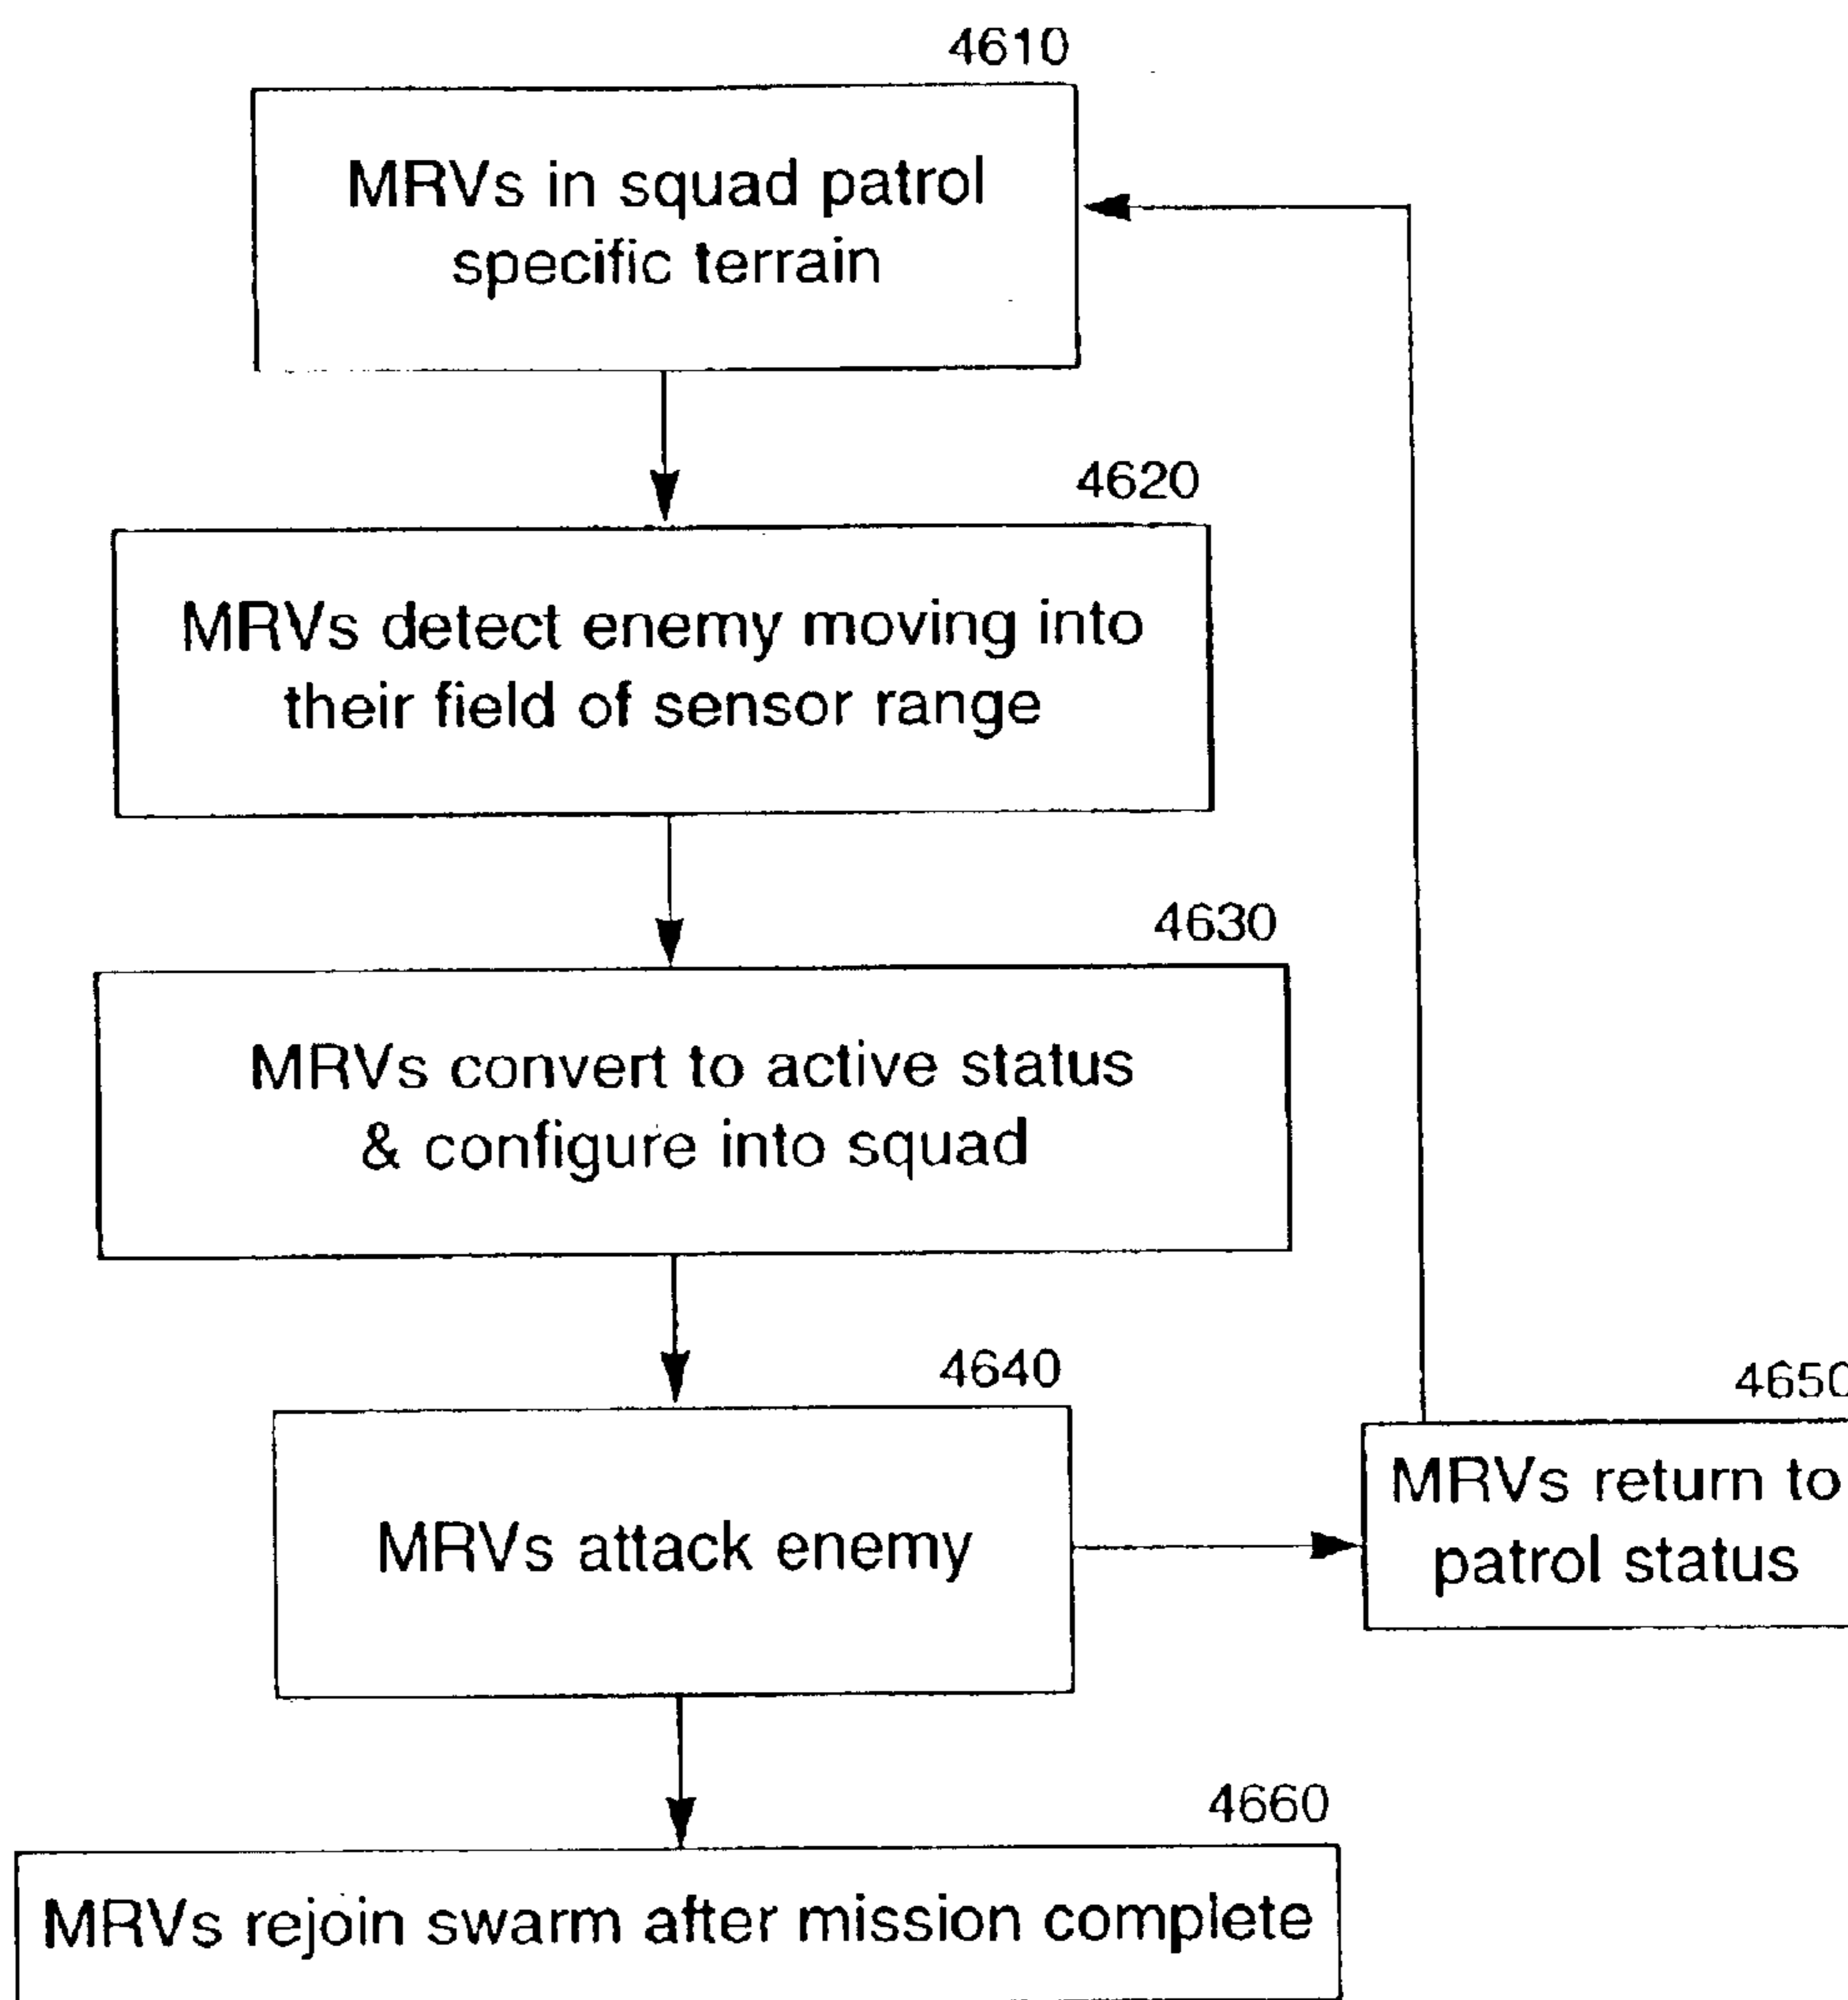 4610
MRVs in squad patrol
specific terrain
4620
MRVs detect enemy moving into
their field of sensor range
4630
MRVs convert to active status
& configure into squad
4640
MRVs attack enemy
4650
MRVs return to
patrol status
4660
MRVs rejoin swarm after mission complete